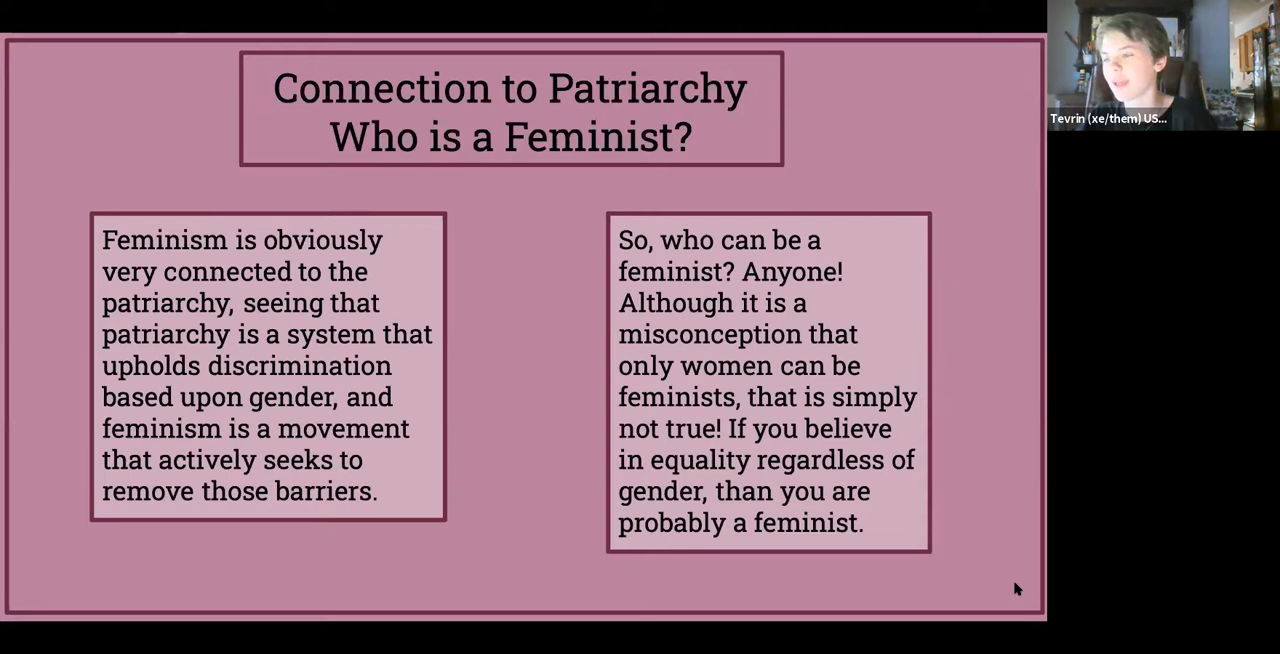 Connection to Patriarchy
Who is a Feminist?
Feminism is obviously
very connected to the
patriarchy, seeing that
patriarchy is a system that
upholds discrimination
based upon gender, and
feminism is a movement
that actively seeks to
remove those barriers.
So, who can be a
feminist? Anyone!
Although it is a
misconception that
only women can be
feminists, that is simply
not true! If you believe
in equality regardless of
gender, than you are
probably a feminist.
Tevrin (xe/them) US...